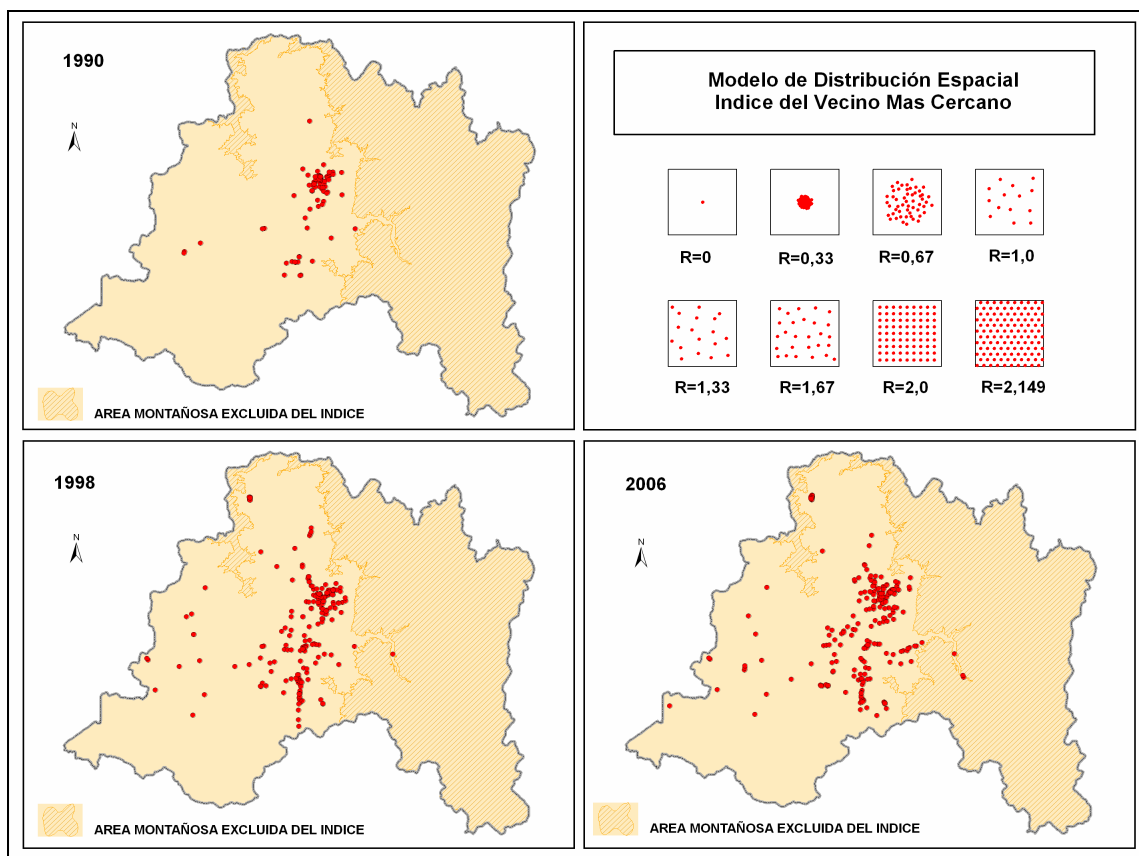 1990
N
AREA MONTAÑOSA EXCLUIDA DEL INDICE
Modelo de Distribución Espacial
Indice del Vecino Mas Cercano
R=0
R=0,33
R=0,67
R=1,0
R=1,33
R=1,67
R=2,0
R=2,149
1998
N
AREA MONTAÑOSA EXCLUIDA DEL INDICE
2006
N
AREA MONTAÑOSA EXCLUIDA DEL INDICE